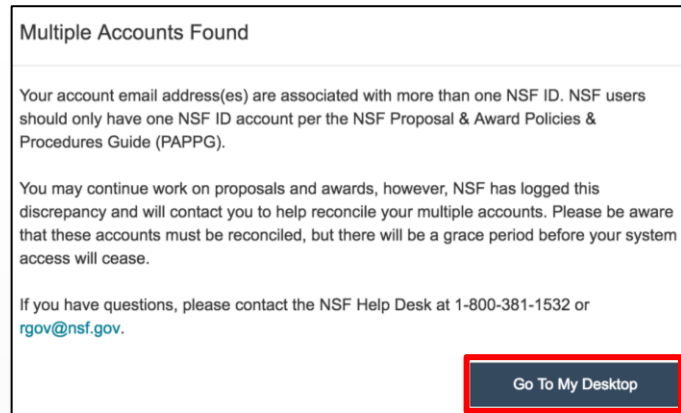 Multiple Accounts Found
Your account email address(es) are associated with more than one NSF ID. NSF users
should only have one NSF ID account per the NSF Proposal & Award Policies &
Procedures Guide (PAPPG).
You may continue work on proposals and awards, however, NSF has logged this
discrepancy and will contact you to help reconcile your multiple accounts. Please be aware
that these accounts must be reconciled, but there will be a grace period before your system
access will cease.
If you have questions, please contact the NSF Help Desk at 1-800-381-1532 or
rgov@nsf.gov.
Go To My Desktop